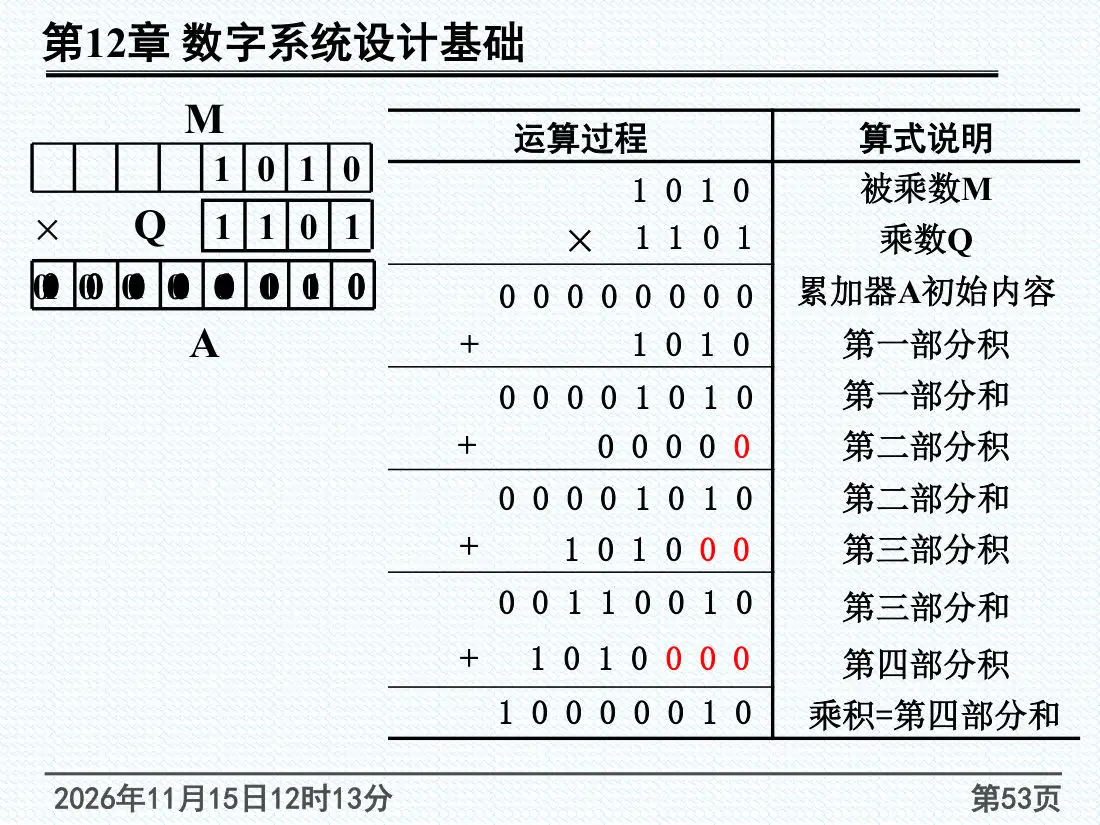 第12章 数字系统设计基础
M
1 0 1 0
× Q 1 1 0 1
A
运算过程 算式说明
1 0 1 0 被乘数M
× 1 1 0 1 乘数Q
0 0 0 0 0 0 0 0 累加器A初始内容
+ 1 0 1 0 第一部分积
0 0 0 0 1 0 1 0 第一部分和
+ 0 0 0 0 0 第二部分积
0 0 0 0 1 0 1 0 第二部分和
+ 1 0 1 0 0 0 第三部分积
0 0 1 1 0 0 1 0 第三部分和
+ 1 0 1 0 0 0 0 第四部分积
1 0 0 0 0 0 1 0 乘积=第四部分和
2026年11月15日12时13分
第53页